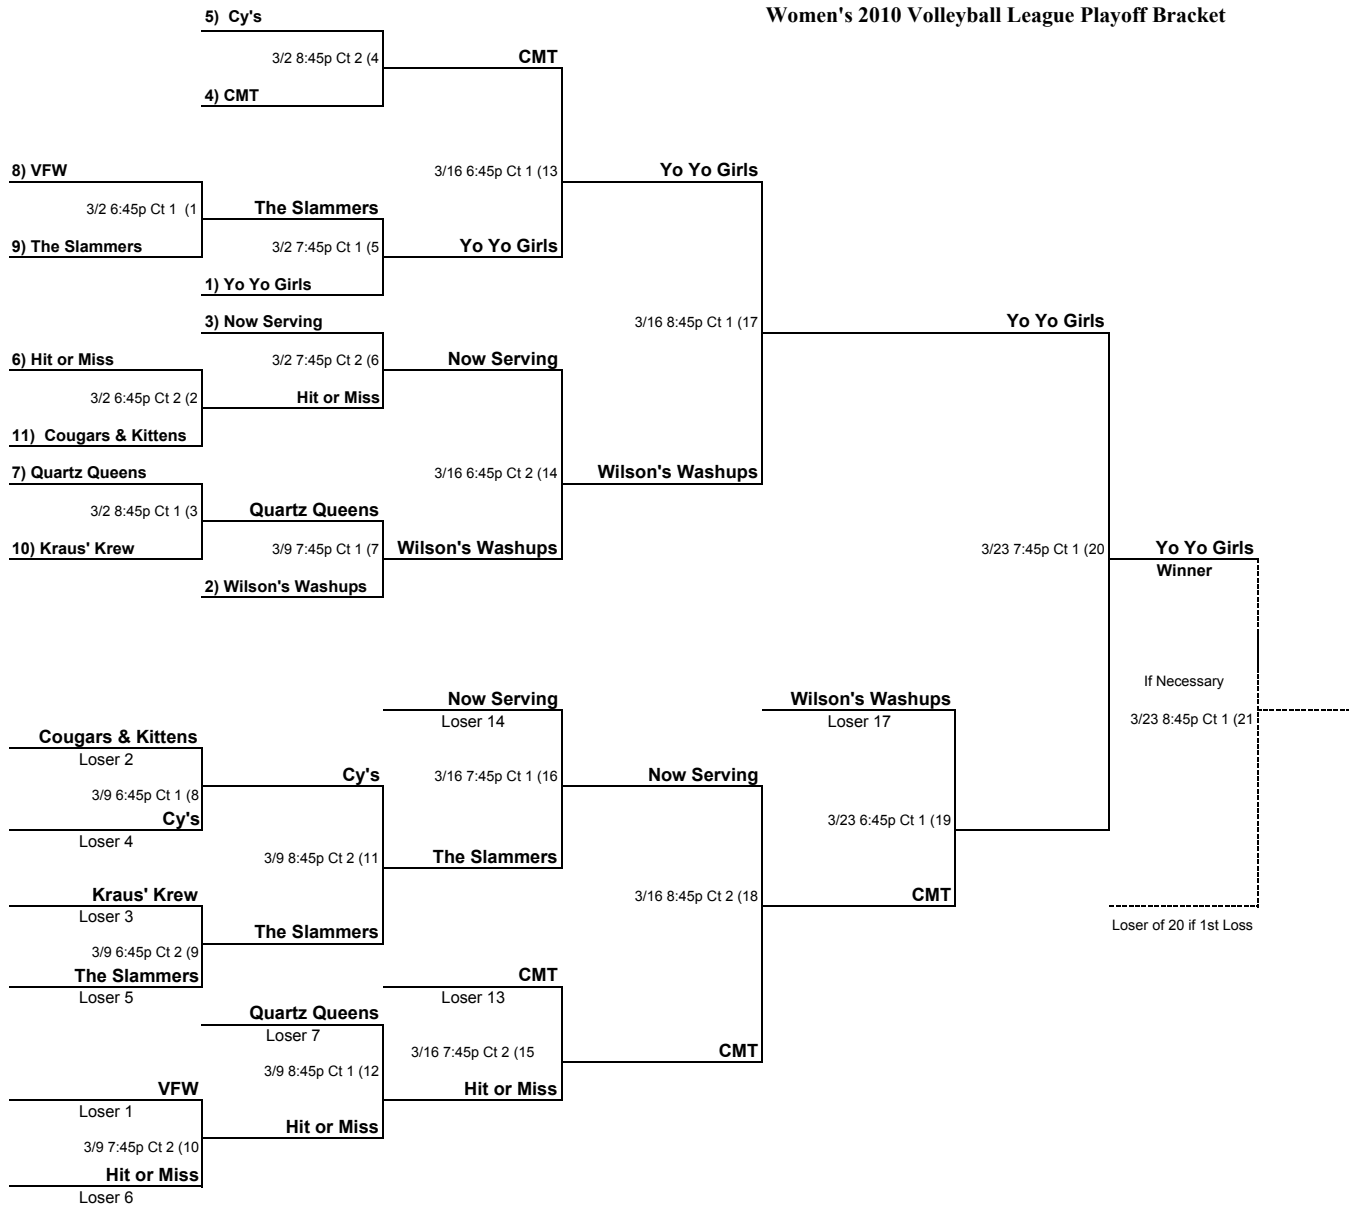 Women's 2010 Volleyball League Playoff Bracket
5) Cy's
3/2 8:45p Ct 2 (4
CMT
4) CMT
8) VFW
3/16 6:45p Ct 1 (13
Yo Yo Girls
3/2 6:45p Ct 1 (1
The Slammers
9) The Slammers
3/2 7:45p Ct 1 (5
Yo Yo Girls
1) Yo Yo Girls
3) Now Serving
3/16 8:45p Ct 1 (17
Yo Yo Girls
6) Hit or Miss
3/2 7:45p Ct 2 (6
Now Serving
3/2 6:45p Ct 2 (2
Hit or Miss
11) Cougars & Kittens
7) Quartz Queens
3/16 6:45p Ct 2 (14
Wilson's Washups
3/2 8:45p Ct 1 (3
Quartz Queens
10) Kraus' Krew
3/9 7:45p Ct 1 (7
Wilson's Washups
3/23 7:45p Ct 1 (20
Yo Yo Girls
Winner
2) Wilson's Washups
If Necessary
Now Serving
Wilson's Washups
Loser 14
Loser 17
3/23 8:45p Ct 1 (21
Cougars & Kittens
Loser 2
Cy's
3/16 7:45p Ct 1 (16
Now Serving
3/9 6:45p Ct 1 (8
Cy's
3/23 6:45p Ct 1 (19
Loser 4
3/9 8:45p Ct 2 (11
The Slammers
Kraus' Krew
3/16 8:45p Ct 2 (18
CMT
Loser 3
Loser of 20 if 1st Loss
The Slammers
3/9 6:45p Ct 2 (9
The Slammers
CMT
Loser 5
Loser 13
Quartz Queens
Loser 7
3/16 7:45p Ct 2 (15
CMT
3/9 8:45p Ct 1 (12
VFW
Hit or Miss
Loser 1
Hit or Miss
3/9 7:45p Ct 2 (10
Hit or Miss
Loser 6